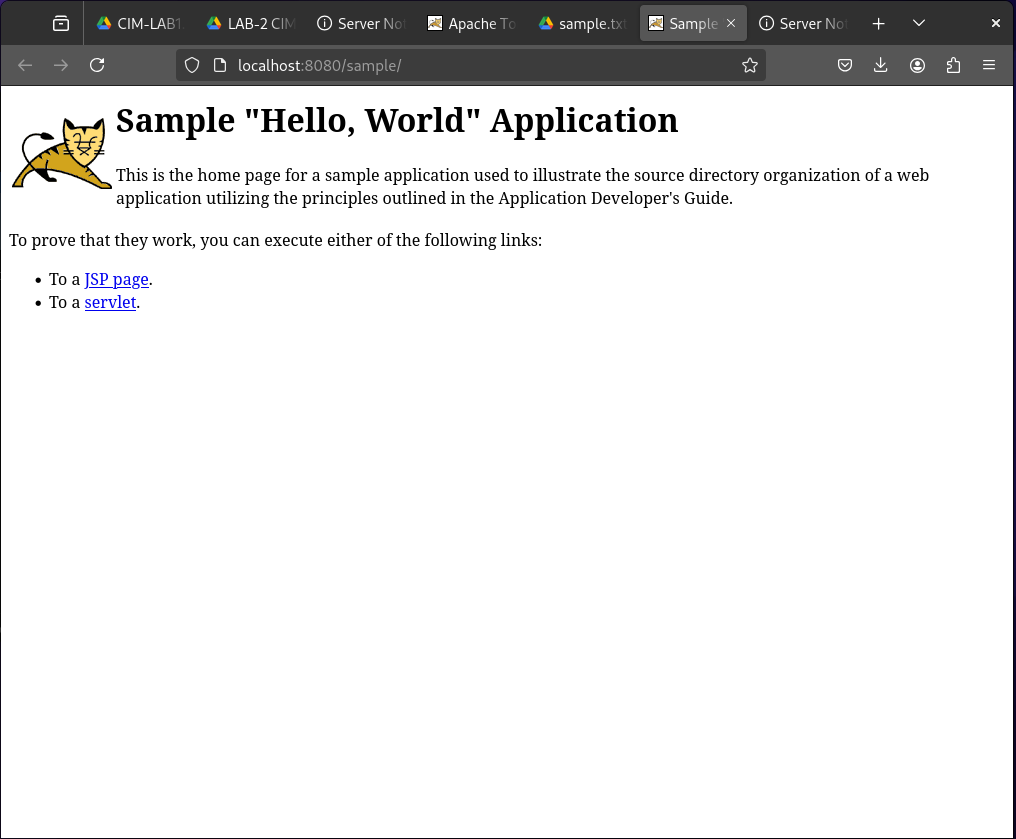 CIM-LAB1.
LAB-2 CIM
Server Not
Apache To
sample.txt
Sample
Server Not
localhost:8080/sample/
Sample "Hello, World" Application
This is the home page for a sample application used to illustrate the source directory organization of a web
application utilizing the principles outlined in the Application Developer's Guide.
To prove that they work, you can execute either of the following links:
• To a JSP page.
• To a servlet.